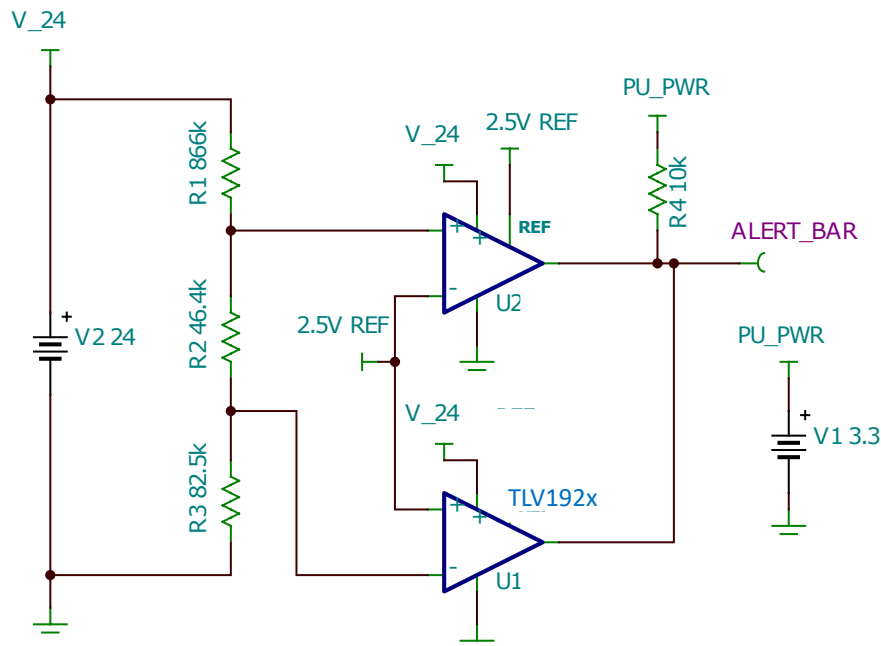 V_24
R1 866k
R2 46.4k
R3 82.5k
V2 24
+
V_24
2.5V REF
REF
+
+
-
U2
2.5V REF
PU_PWR
R4 10k
ALERT_BAR
V_24
TLV192x
+
+
-
U1
PU_PWR
+
V1 3.3